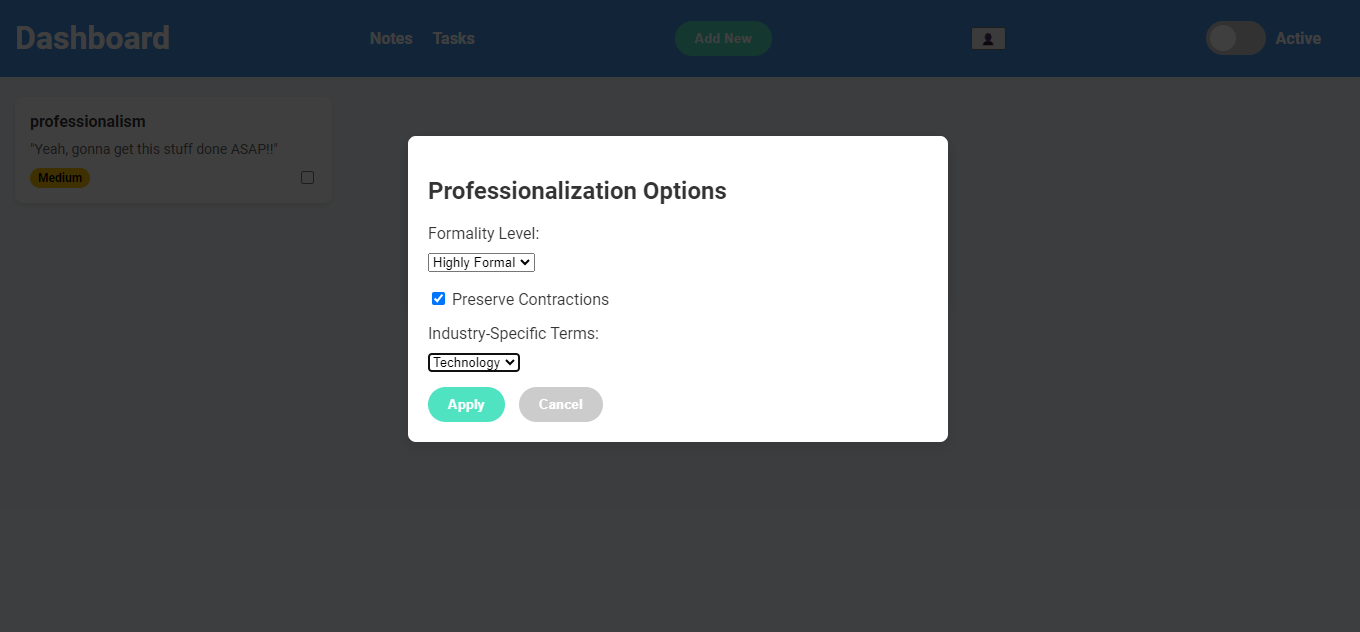 Dashboard
Notes
Tasks
Add New
Active
professionalism
"Yeah, gonna get this stuff done ASAP!!"
Medium
Professionalization Options
Formality Level:
Highly Formal
Preserve Contractions
Industry-Specific Terms:
Technology
Apply
Cancel